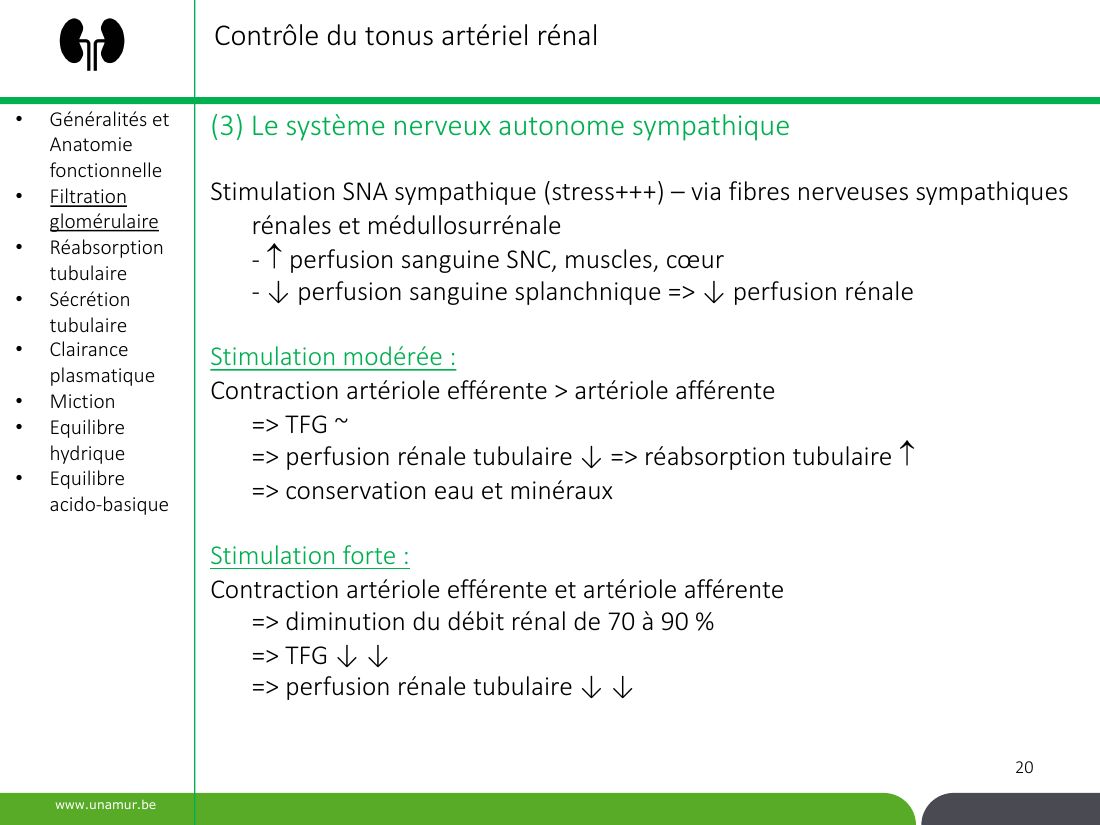 Contrôle du tonus artériel rénal
• Généralités et
Anatomie
fonctionnelle
• Filtration
glomérulaire
• Réabsorption
tubulaire
• Sécrétion
tubulaire
• Clairance
plasmatique
• Miction
• Equilibre
hydrique
• Equilibre
acido-basique
(3) Le système nerveux autonome sympathique
Stimulation SNA sympathique (stress+++) – via fibres nerveuses sympathiques
rénales et médullosurrénale
- ↑ perfusion sanguine SNC, muscles, cœur
- ↓ perfusion sanguine splanchnique => ↓ perfusion rénale
Stimulation modérée :
Contraction artériole efférente > artériole afférente
=> TFG ~
=> perfusion rénale tubulaire ↓ => réabsorption tubulaire ↑
=> conservation eau et minéraux
Stimulation forte :
Contraction artériole efférente et artériole afférente
=> diminution du débit rénal de 70 à 90 %
=> TFG ↓ ↓
=> perfusion rénale tubulaire ↓ ↓
20
www.unamur.be